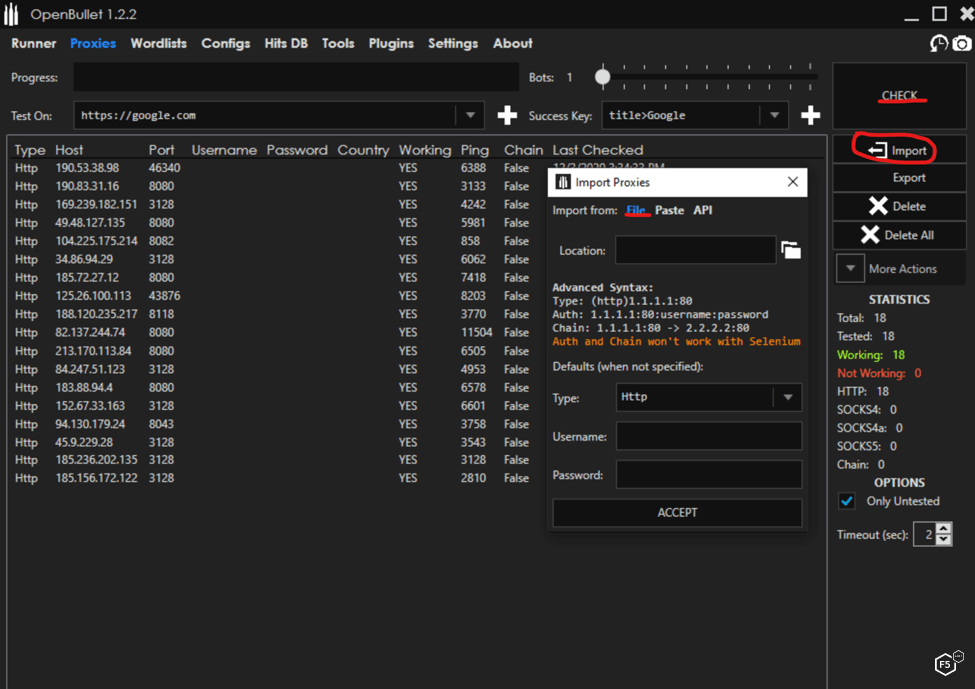 OpenBullet 1.2.2
Runner Proxies Wordlists Configs Hits DB Tools Plugins Settings About
Progress: Bots: 1
Test On: https://google.com Success Key: title>Google
CHECK
Import
Export
Delete
Delete All
More Actions
Type Host Port Username Password Country Working Ping Chain Last Checked
Http 190.53.38.98 46340 YES 6388 False
Http 190.83.31.16 8080 YES 3133 False
Http 169.239.182.151 3128 YES 4242 False
Http 49.48.127.135 8080 YES 5981 False
Http 104.225.175.214 8082 YES 858 False
Http 34.86.94.29 3128 YES 6062 False
Http 185.72.27.12 8080 YES 7418 False
Http 125.26.100.113 43876 YES 8203 False
Http 188.120.235.217 8118 YES 3770 False
Http 82.137.244.74 8080 YES 11504 False
Http 213.170.113.84 8080 YES 6505 False
Http 84.247.51.123 3128 YES 4953 False
Http 183.88.94.4 8080 YES 6578 False
Http 152.67.33.163 3128 YES 6601 False
Http 94.130.179.24 8043 YES 3758 False
Http 45.9.229.28 3128 YES 3543 False
Http 185.236.202.135 3128 YES 3128 False
Http 185.156.172.122 3128 YES 2810 False
Import Proxies
Import from: File Paste API
Location:
Advanced Syntax:
Type: (http)1.1.1.1:80
Auth: 1.1.1.1:80:username:password
Chain: 1.1.1.1:80 -> 2.2.2.2:80
Auth and Chain won't work with Selenium
Defaults (when not specified):
Type: Http
Username:
Password:
ACCEPT
STATISTICS
Total: 18
Tested: 18
Working: 18
Not Working: 0
HTTP: 18
SOCKS4: 0
SOCKS4a: 0
SOCKS5: 0
Chain: 0
OPTIONS
Only Untested
Timeout (sec): 2
F5